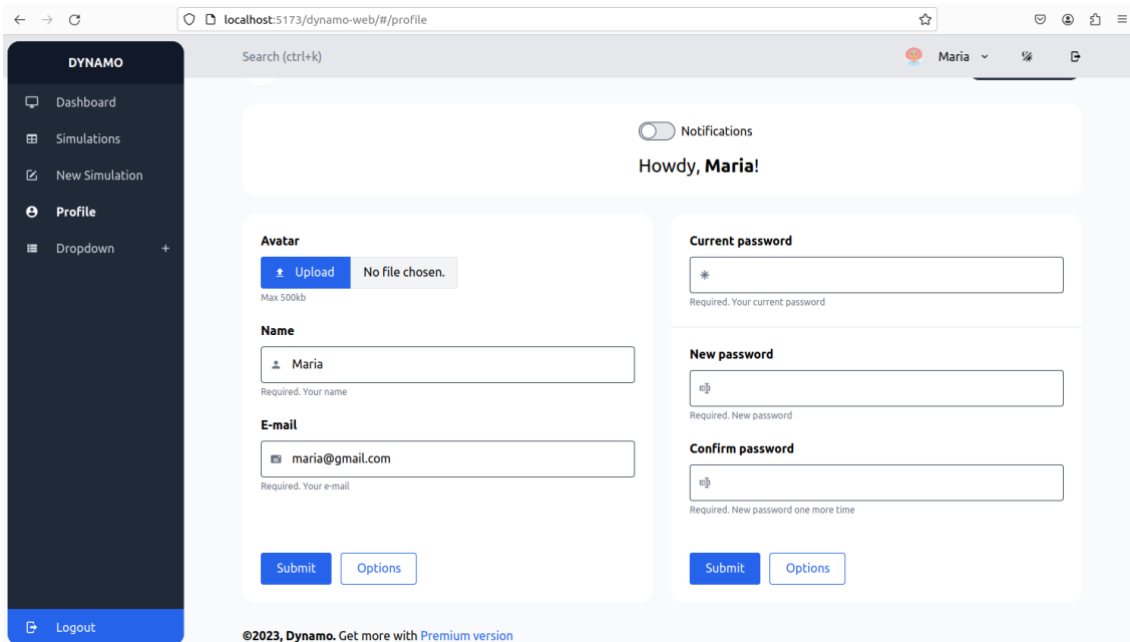 localhost:5173/dynamo-web/#/profile
DYNAMO
Search (ctrl+k)
Maria
Dashboard
Simulations
New Simulation
Profile
Dropdown +
Logout
Notifications
Howdy, Maria!
Avatar
Upload No file chosen.
Max 500kb
Name
Maria
Required. Your name
E-mail
maria@gmail.com
Required. Your e-mail
Submit Options
Current password
Required. Your current password
New password
Required. New password
Confirm password
Required. New password one more time
Submit Options
©2023, Dynamo. Get more with Premium version